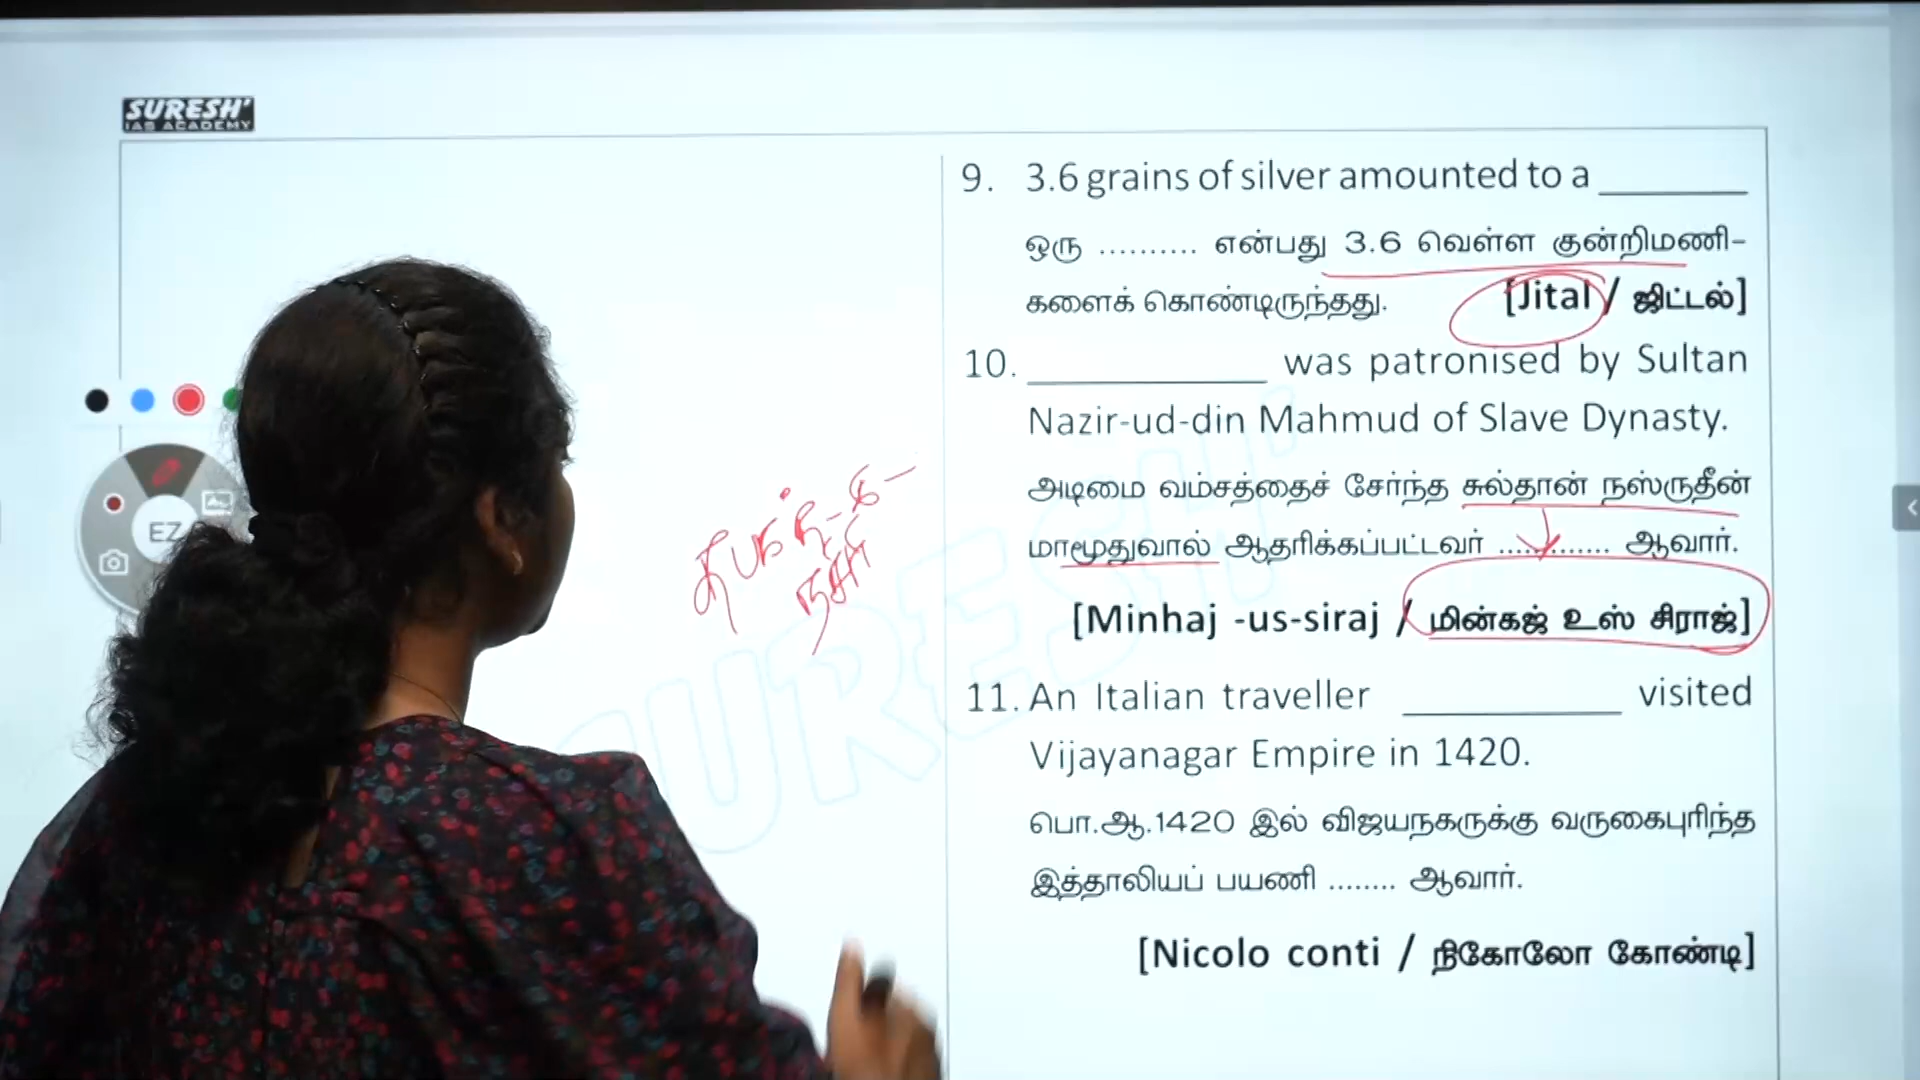 SURESH'
IAS ACADEMY
9. 3.6 grains of silver amounted to a ________
ஒரு .......... என்பது 3.6 வெள்ள குன்றிமணி-
களைக் கொண்டிருந்தது. [Jital / ஜிட்டல்]
10. ____________ was patronised by Sultan
Nazir-ud-din Mahmud of Slave Dynasty.
அடிமை வம்சத்தைச் சேர்ந்த சுல்தான் நஸ்ருதீன்
மாமூதுவால் ஆதரிக்கப்பட்டவர் ............ ஆவார்.
[Minhaj -us-siraj / மின்கஜ் உஸ் சிராஜ்]
11. An Italian traveller ___________ visited
Vijayanagar Empire in 1420.
பொ.ஆ.1420 இல் விஜயநகருக்கு வருகைபுரிந்த
இத்தாலியப் பயணி ........ ஆவார்.
[Nicolo conti / நிகோலோ கோண்டி]
EZ
SURESH'